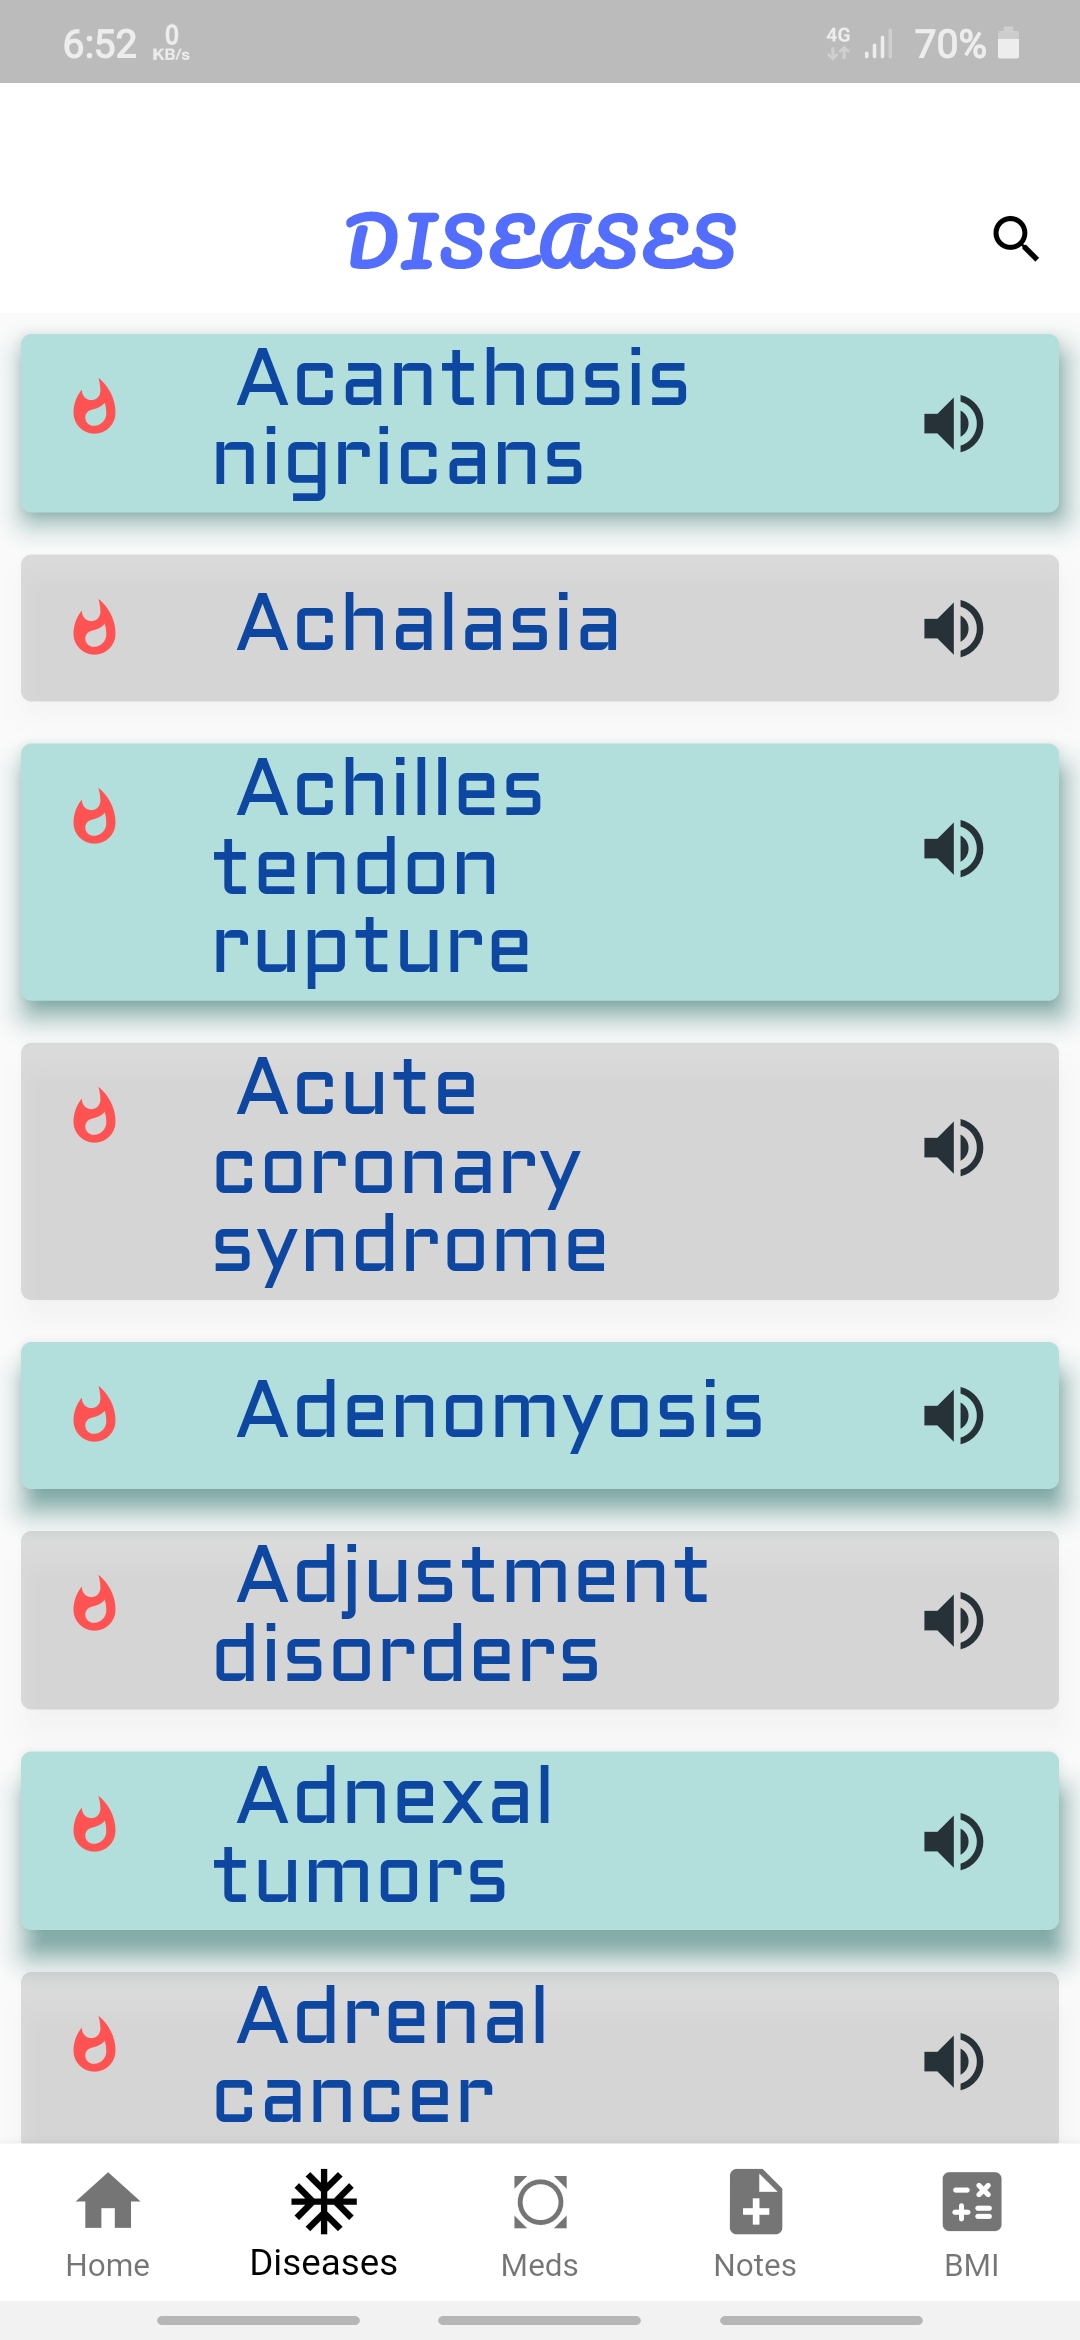 6:52 0 KB/s 4G 70%
DISEASES
Acanthosis
nigricans
Achalasia
Achilles
tendon
rupture
Acute
coronary
syndrome
Adenomyosis
Adjustment
disorders
Adnexal
tumors
Adrenal
cancer
Home Diseases Meds Notes BMI